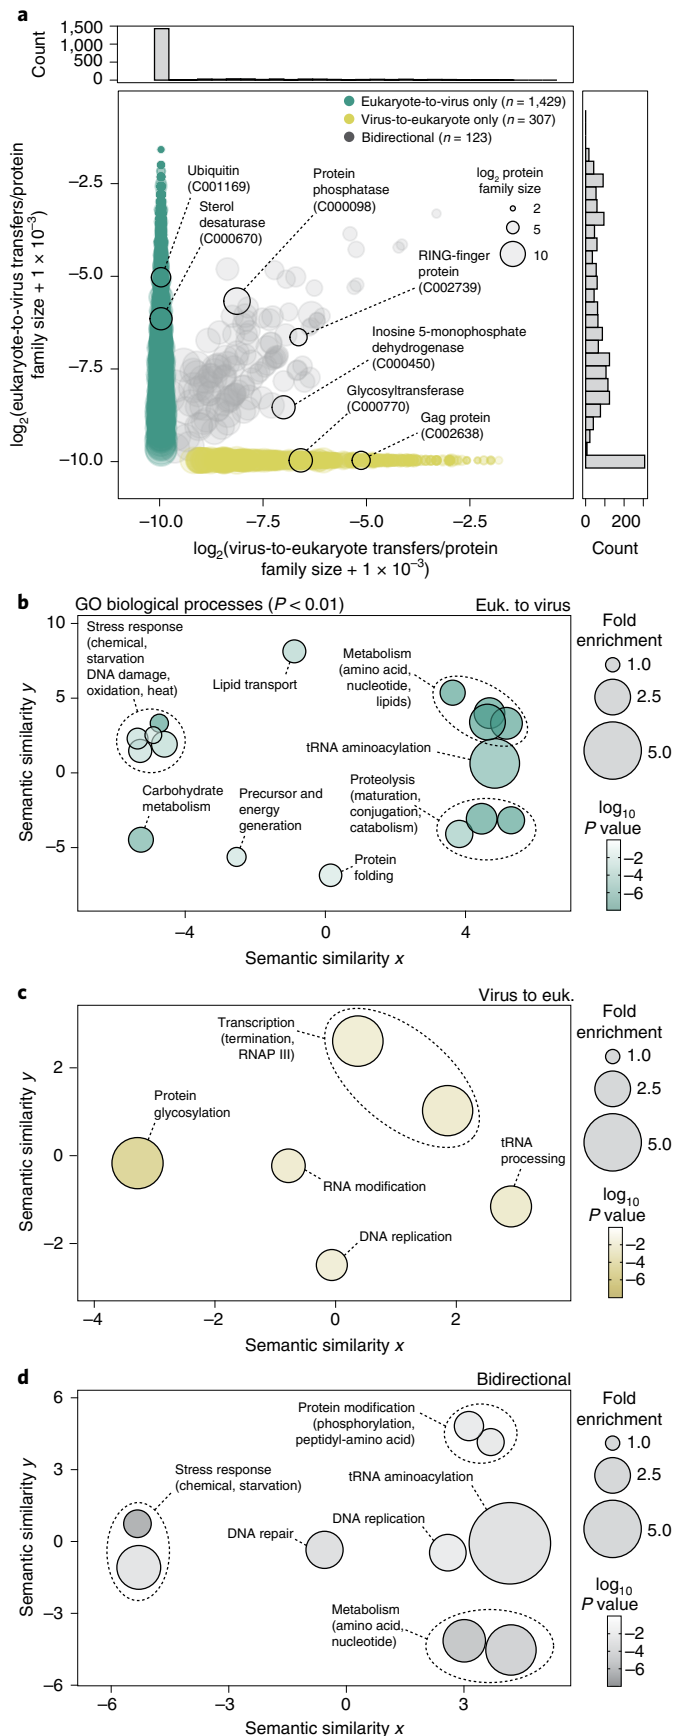 a
Count
1,500
1,000
500
0
Eukaryote-to-virus only (n = 1,429)
Virus-to-eukaryote only (n = 307)
Bidirectional (n = 123)
log2(eukaryote-to-virus transfers/protein
family size + 1 × 10−3)
−2.5
−5.0
−7.5
−10.0
Ubiquitin
(C001169)
Sterol
desaturase
(C000670)
Protein
phosphatase
(C000098)
log2 protein
family size
2
5
10
RING-finger
protein
(C002739)
Inosine 5-monophosphate
dehydrogenase
(C000450)
Glycosyltransferase
(C000770)
Gag protein
(C002638)
−10.0
−7.5
−5.0
−2.5
log2(virus-to-eukaryote transfers/protein
family size + 1 × 10−3)
0
200
Count
b
GO biological processes (P < 0.01)
Euk. to virus
Semantic similarity y
10
5
0
−5
Stress response
(chemical,
starvation
DNA damage,
oxidation, heat)
Lipid transport
Metabolism
(amino acid,
nucleotide,
lipids)
tRNA aminoacylation
Carbohydrate
metabolism
Precursor and
energy
generation
Proteolysis
(maturation,
conjugation,
catabolism)
Protein
folding
−4
0
4
Semantic similarity x
Fold
enrichment
1.0
2.5
5.0
log10
P value
−2
−4
−6
c
Virus to euk.
Semantic similarity y
2
0
−2
Transcription
(termination,
RNAP III)
Protein
glycosylation
RNA modification
tRNA
processing
DNA replication
−4
−2
0
2
Semantic similarity x
Fold
enrichment
1.0
2.5
5.0
log10
P value
−2
−4
−6
d
Bidirectional
Semantic similarity y
6
3
0
−3
−6
Protein modification
(phosphorylation,
peptidyl-amino acid)
Stress response
(chemical, starvation)
tRNA aminoacylation
DNA repair
DNA replication
Metabolism
(amino acid,
nucleotide)
−6
−3
0
3
Semantic similarity x
Fold
enrichment
1.0
2.5
5.0
log10
P value
−2
−4
−6